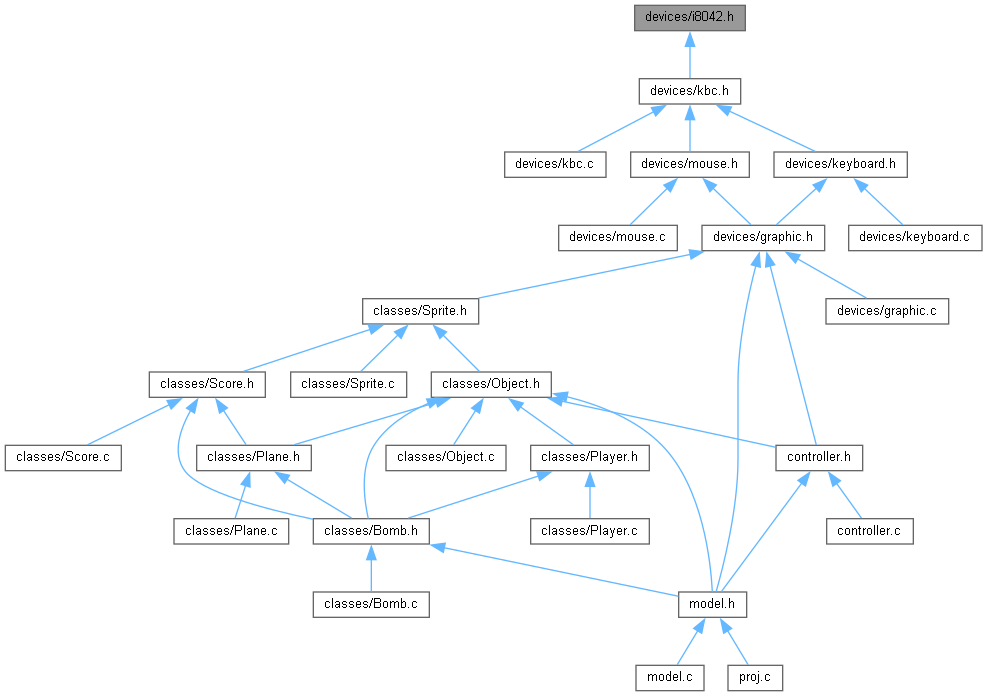 devices/i8042.h
devices/kbc.h
devices/kbc.c
devices/mouse.h
devices/keyboard.h
devices/mouse.c
devices/graphic.h
devices/keyboard.c
classes/Sprite.h
devices/graphic.c
classes/Score.h
classes/Sprite.c
classes/Object.h
classes/Score.c
classes/Plane.h
classes/Object.c
classes/Player.h
controller.h
classes/Plane.c
classes/Bomb.h
classes/Player.c
controller.c
classes/Bomb.c
model.h
model.c
proj.c